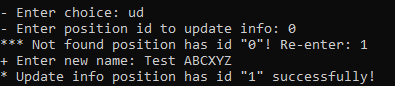 - Enter choice: ud
- Enter position id to update info: 0
*** Not found position has id "0"! Re-enter: 1
+ Enter new name: Test ABCXYZ
* Update info position has id "1" successfully!